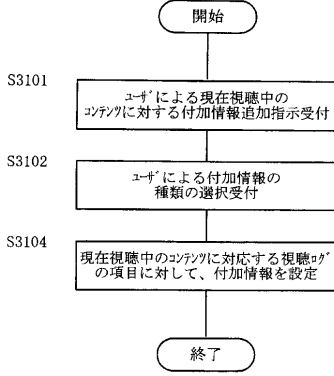 開始
S3101
ﾕｰｻﾞによる現在視聴中の
ｺﾝﾃﾝﾂに対する付加情報追加指示受付
S3102
ﾕｰｻﾞによる付加情報の
種類の選択受付
S3104
現在視聴中のｺﾝﾃﾝﾂに対応する視聴ﾛｸﾞ
の項目に対して、付加情報を設定
終了